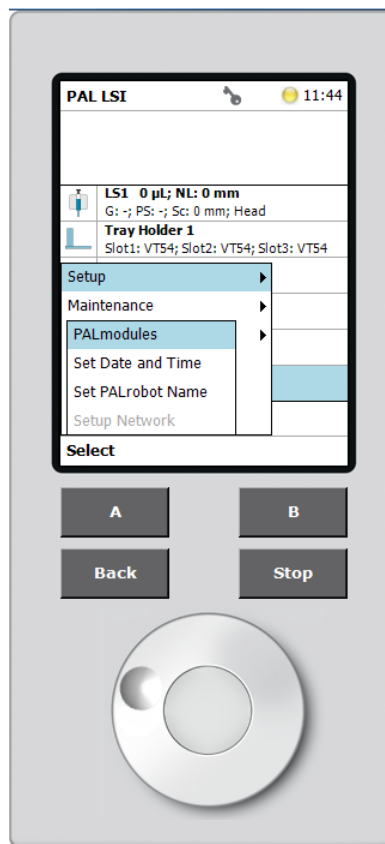 PAL LSI 11:44
LS1 0 µL; NL: 0 mm
G: -; PS: -; Sc: 0 mm; Head
Tray Holder 1
Slot1: VT54; Slot2: VT54; Slot3: VT54
Setup
Maintenance
PALmodules
Set Date and Time
Set PALrobot Name
Setup Network
Select
A B
Back Stop